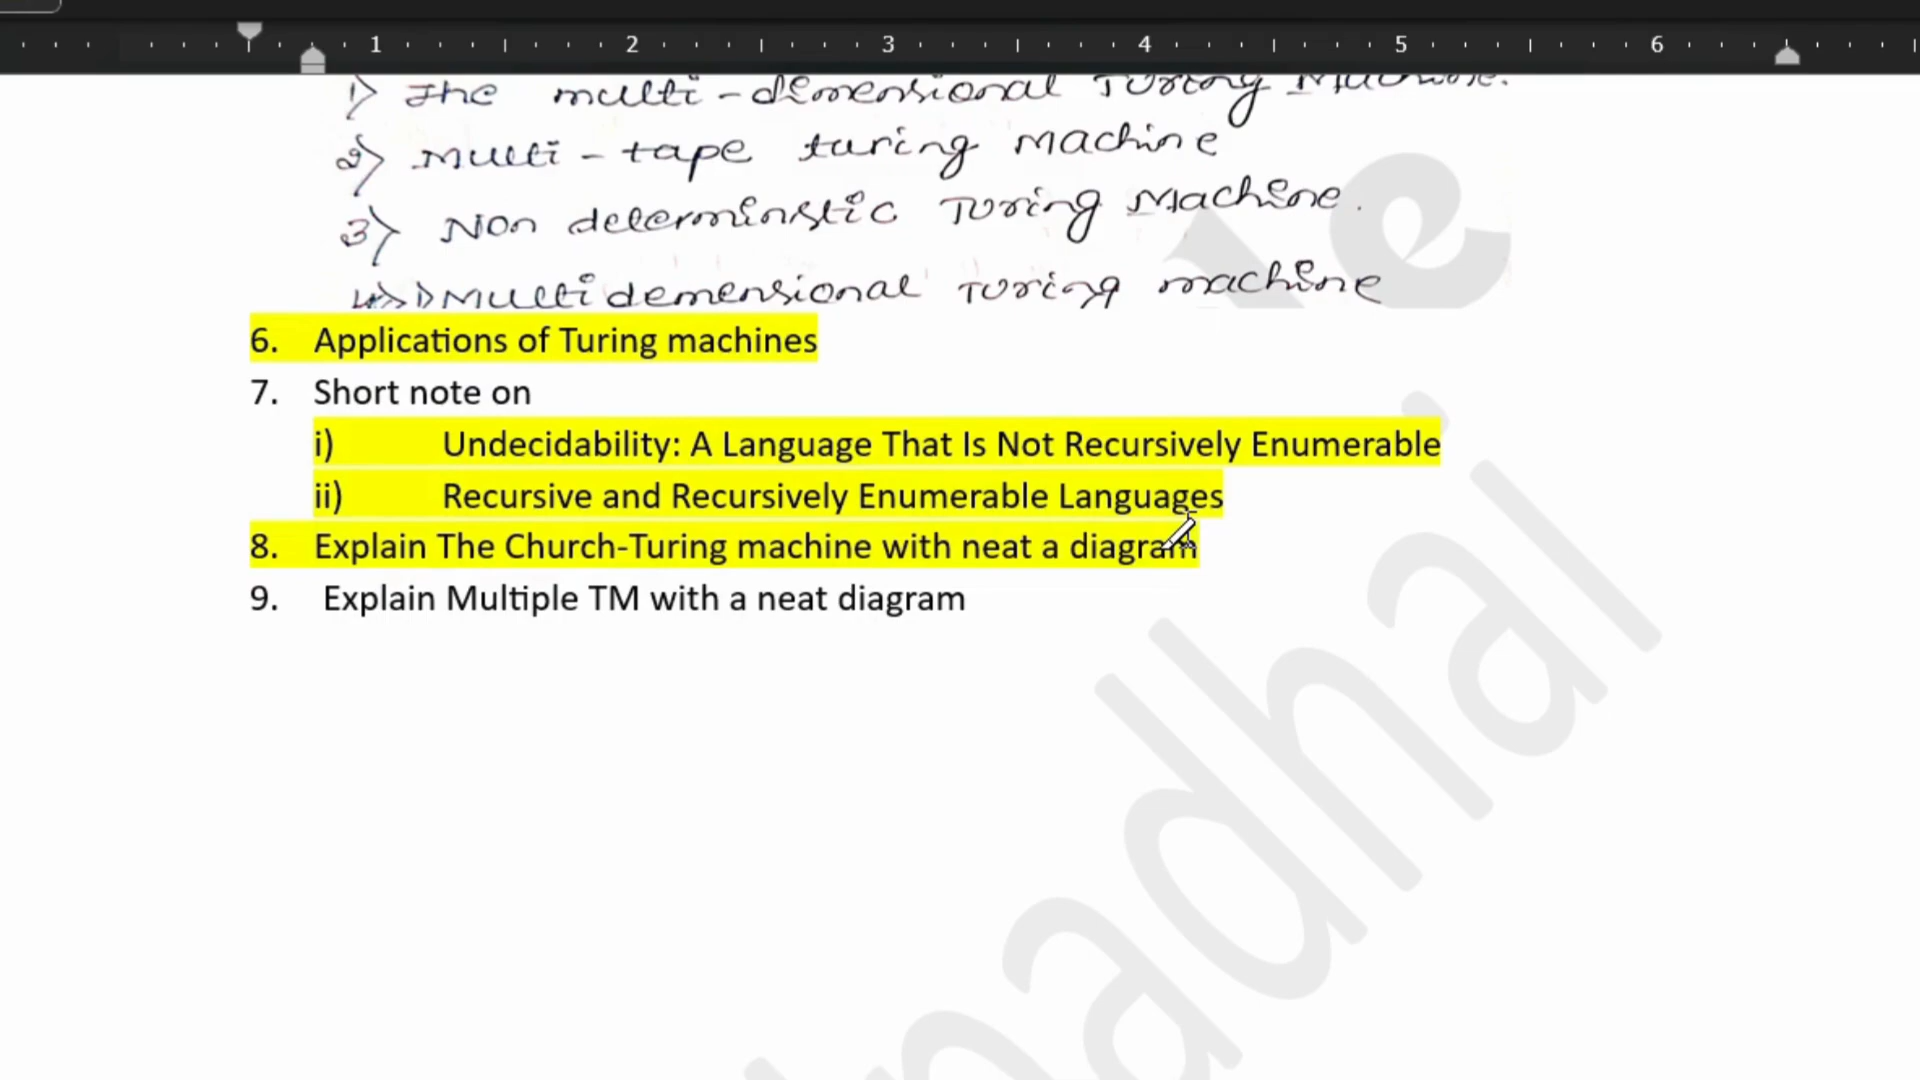 1 2 3 4 5 6
1) The multi-dimensional Turing Machine.
2) Multi-tape turing Machine
3) Non deterministic Turing Machine.
4) 1) Multi demensional Turing machine
6. Applications of Turing machines
7. Short note on
i) Undecidability: A Language That Is Not Recursively Enumerable
ii) Recursive and Recursively Enumerable Languages
8. Explain The Church-Turing machine with neat a diagram
9. Explain Multiple TM with a neat diagram